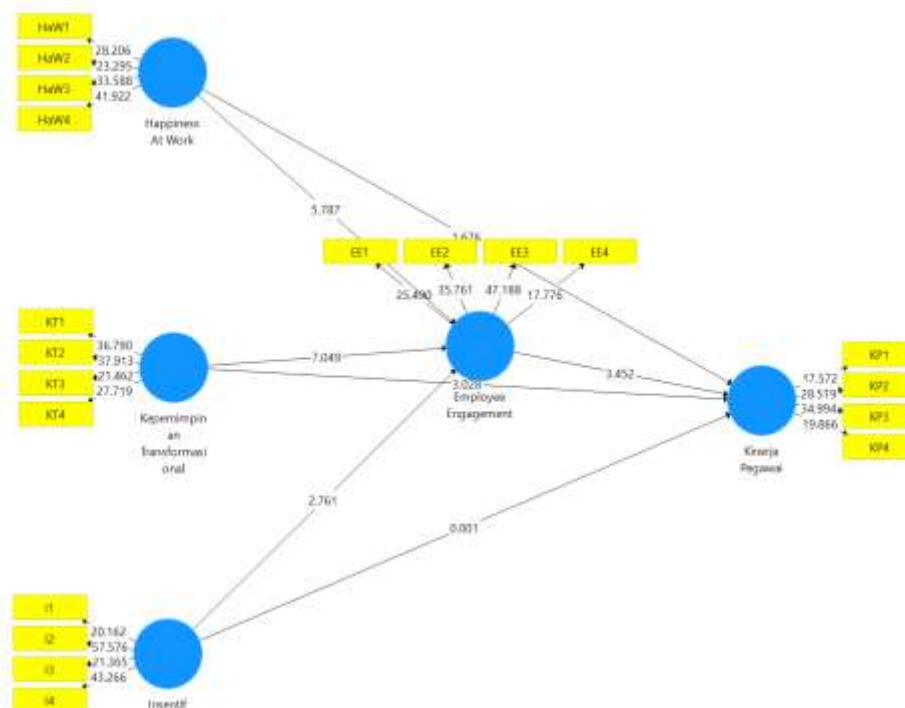 HaW1
HaW2
HaW3
HaW4
28.206
23.295
33.588
41.922
Happiness
At Work
5.787
1.676
EE1
EE2
EE3
EE4
25.490
35.761
47.188
17.776
KT1
KT2
KT3
KT4
36.790
37.913
21.462
27.719
Kepemimpin
an
Transformasi
onal
7.049
3.028
3.452
Employee
Engagement
KP1
KP2
KP3
KP4
17.572
28.519
34.994
19.866
Kinerja
Pegawai
2.761
0.001
I1
I2
I3
I4
20.162
57.576
21.365
43.266
Insentif